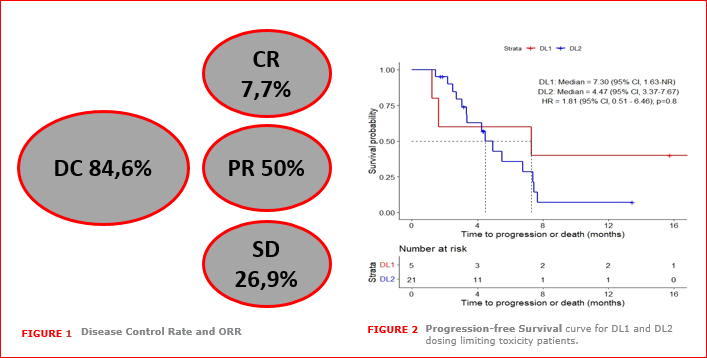 CR
7,7%
DC 84,6%
PR 50%
SD
26,9%
FIGURE 1 Disease Control Rate and ORR
Strata DL1 DL2
DL1: Median = 7.30 (95% CI, 1.63-NR)
DL2: Median = 4.47 (95% CI, 3.37-7.67)
HR = 1.81 (95% CI, 0.51 - 6.46); p=0.8
Survival probability
1.00
0.75
0.50
0.25
0.00
0 4 8 12 16
Time to progression or death (months)
Number at risk
Strata
DL1 5 3 2 2 1
DL2 21 11 1 1 0
0 4 8 12 16
Time to progression or death (months)
FIGURE 2 Progression-free Survival curve for DL1 and DL2
dosing limiting toxicity patients.